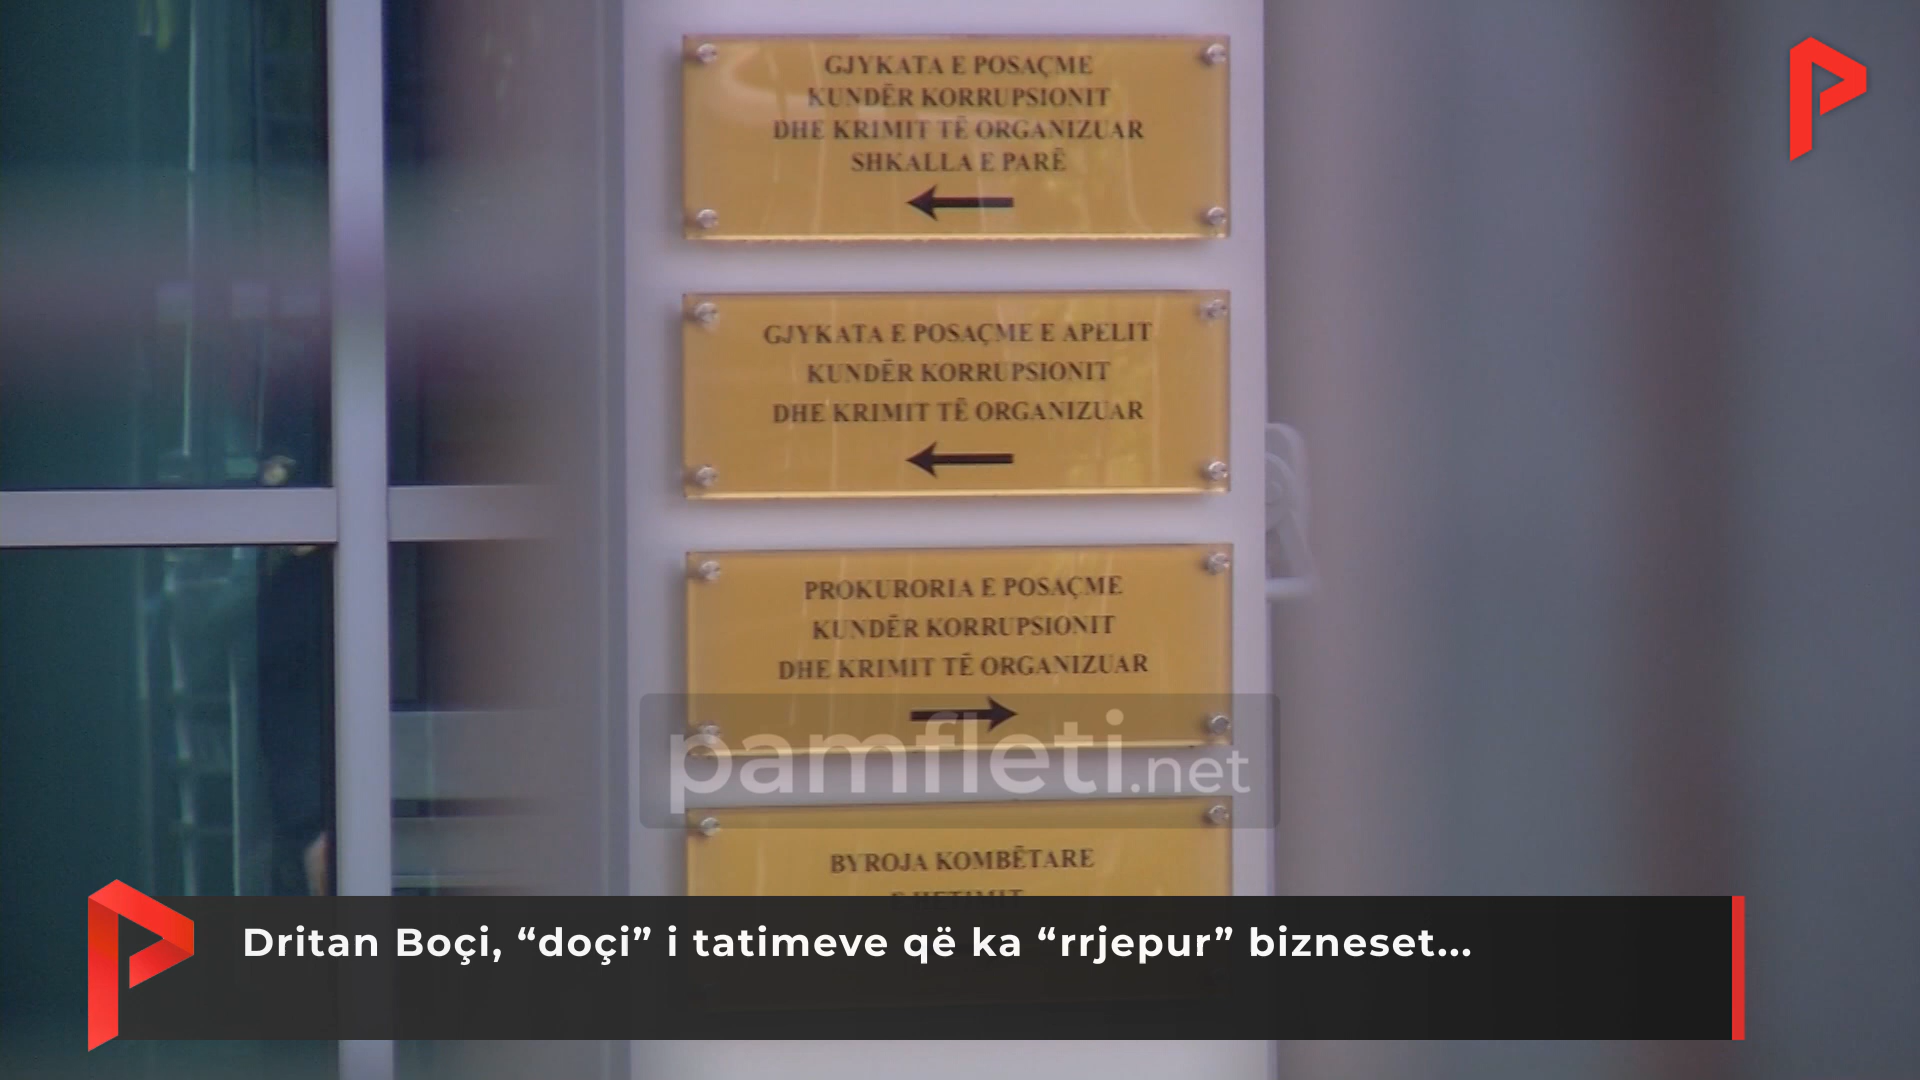 GJYKATA E POSAÇME
KUNDËR KORRUPSIONIT
DHE KRIMIT TË ORGANIZUAR
SHKALLA E PARË
GJYKATA E POSAÇME E APELIT
KUNDËR KORRUPSIONIT
DHE KRIMIT TË ORGANIZUAR
PROKURORIA E POSAÇME
KUNDËR KORRUPSIONIT
DHE KRIMIT TË ORGANIZUAR
pamfleti.net
BYROJA KOMBËTARE
E HETIMIT
Dritan Boçi, “doçi” i tatimeve që ka “rrjepur” bizneset...